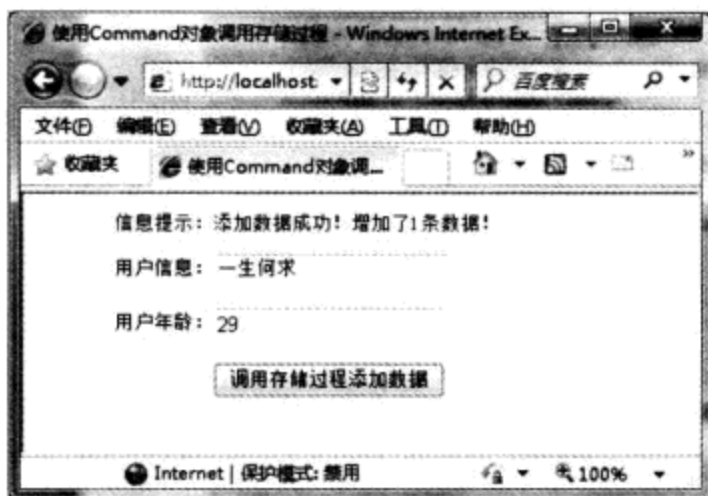 使用Command对象调用存储过程 - Windows Internet Ex...
http://localhost
百度搜索
文件(F) 编辑(E) 查看(V) 收藏夹(A) 工具(T) 帮助(H)
收藏夹
使用Command对象调...
»
信息提示：添加数据成功！增加了1条数据！
用户信息：一生何求
用户年龄：29
调用存储过程添加数据
Internet | 保护模式: 禁用
100%